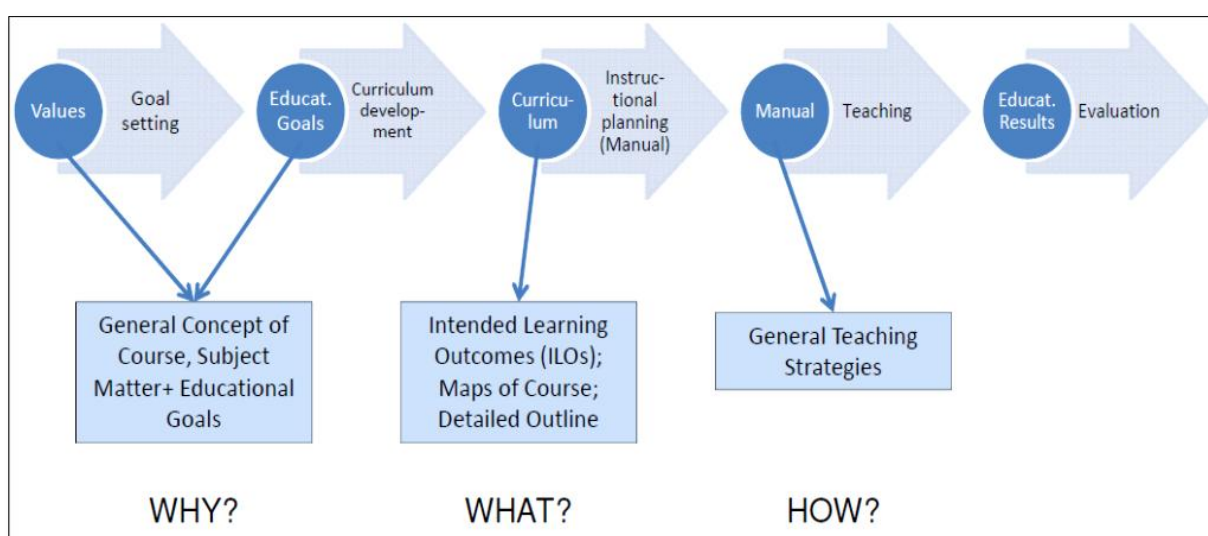 Values
Goal
setting
Educat.
Goals
Curriculum
develop-
ment
Curricu-
lum
Instruc-
tional
planning
(Manual)
Manual
Teaching
Educat.
Results
Evaluation
General Concept of
Course, Subject
Matter+ Educational
Goals
Intended Learning
Outcomes (ILOs);
Maps of Course;
Detailed Outline
General Teaching
Strategies
WHY?
WHAT?
HOW?